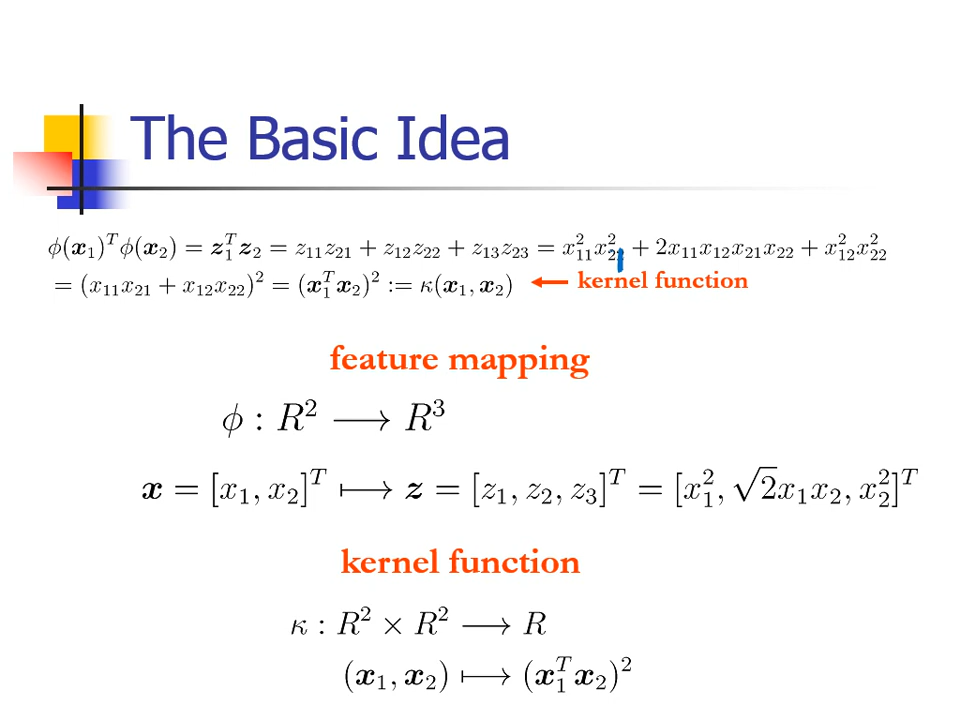 The Basic Idea
ϕ(x₁)ᵀϕ(x₂) = z₁ᵀz₂ = z₁₁z₂₁ + z₁₂z₂₂ + z₁₃z₂₃ = x₁₁²x₂₁² + 2x₁₁x₁₂x₂₁x₂₂ + x₁₂²x₂₂²
= (x₁₁x₂₁ + x₁₂x₂₂)² = (x₁ᵀx₂)² := κ(x₁, x₂) ← kernel function
feature mapping
ϕ : R² ⟶ R³
x = [x₁, x₂]ᵀ ⟼ z = [z₁, z₂, z₃]ᵀ = [x₁², √2x₁x₂, x₂²]ᵀ
kernel function
κ : R² × R² ⟶ R
(x₁, x₂) ⟼ (x₁ᵀx₂)²